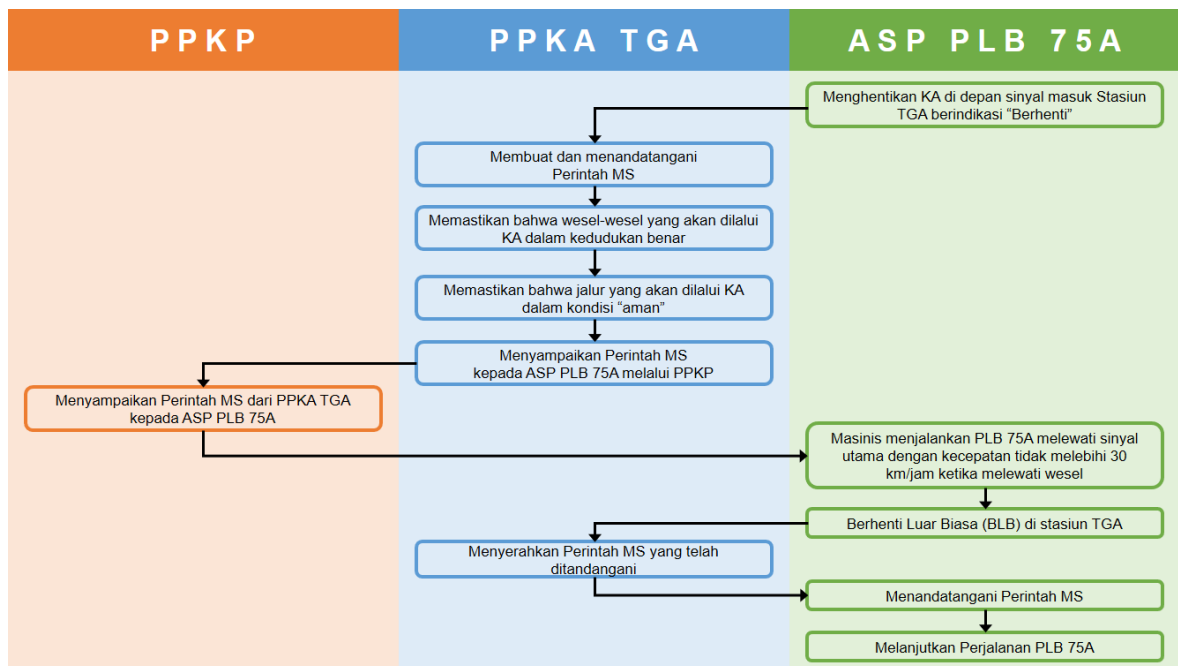 PPKP
PPKA TGA
ASP PLB 75A
Menghentikan KA di depan sinyal masuk Stasiun
TGA berindikasi “Berhenti”
Membuat dan menandatangani
Perintah MS
Memastikan bahwa wesel-wesel yang akan dilalui
KA dalam kedudukan benar
Memastikan bahwa jalur yang akan dilalui KA
dalam kondisi “aman”
Menyampaikan Perintah MS
kepada ASP PLB 75A melalui PPKP
Menyampaikan Perintah MS dari PPKA TGA
kepada ASP PLB 75A
Masinis menjalankan PLB 75A melewati sinyal
utama dengan kecepatan tidak melebihi 30
km/jam ketika melewati wesel
Berhenti Luar Biasa (BLB) di stasiun TGA
Menyerahkan Perintah MS yang telah
ditandangani
Menandatangani Perintah MS
Melanjutkan Perjalanan PLB 75A